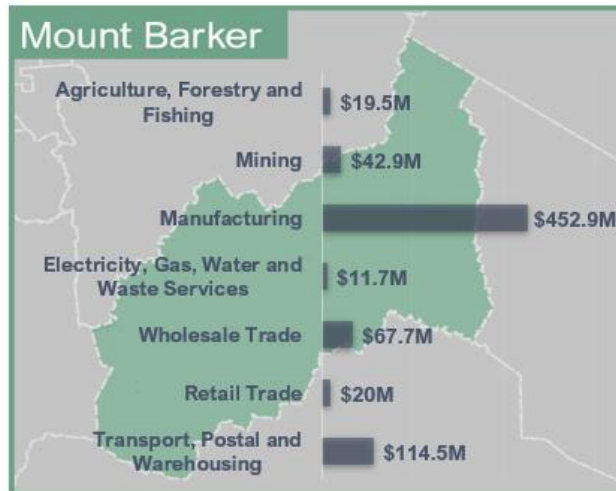 Mount Barker
Agriculture, Forestry and
Fishing
$19.5M
Mining
$42.9M
Manufacturing
$452.9M
Electricity, Gas, Water and
Waste Services
$11.7M
Wholesale Trade
$67.7M
Retail Trade
$20M
Transport, Postal and
Warehousing
$114.5M